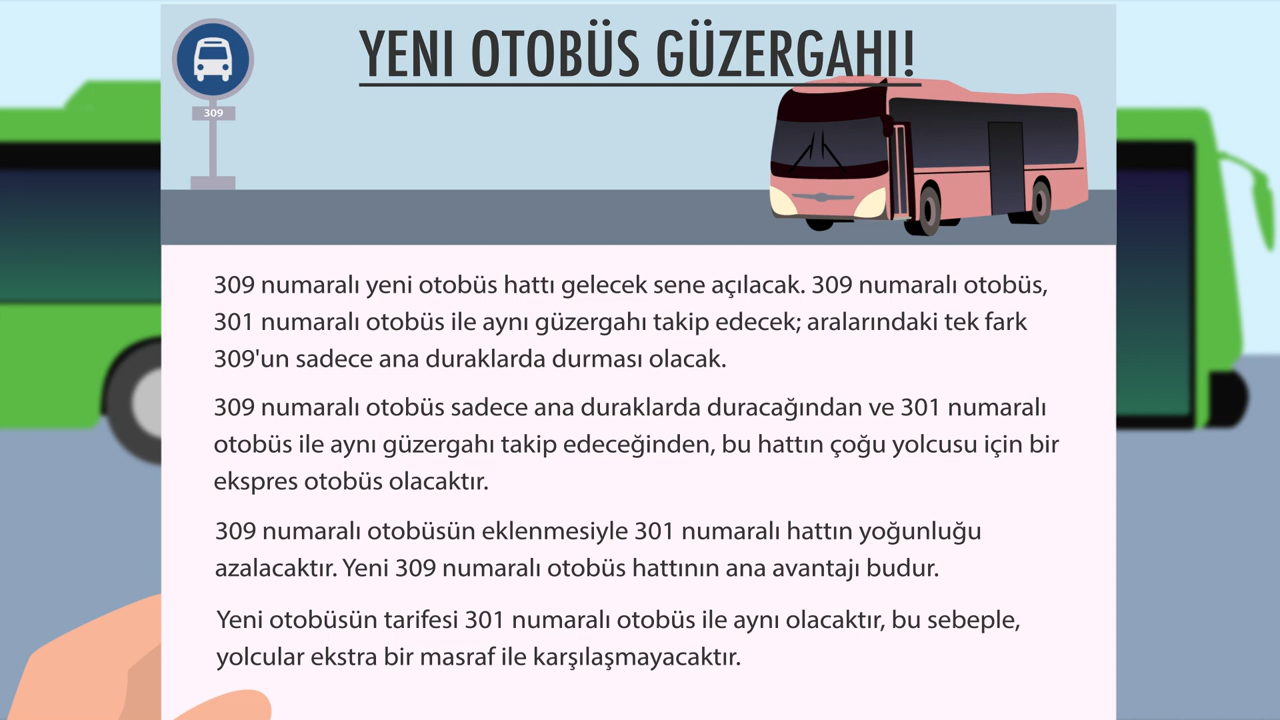 YENI OTOBÜS GÜZERGAHI!
309
309 numaralı yeni otobüs hattı gelecek sene açılacak. 309 numaralı otobüs,
301 numaralı otobüs ile aynı güzergahı takip edecek; aralarındaki tek fark
309'un sadece ana duraklarda durması olacak.
309 numaralı otobüs sadece ana duraklarda duracağından ve 301 numaralı
otobüs ile aynı güzergahı takip edeceğinden, bu hattın çoğu yolcusu için bir
ekspres otobüs olacaktır.
309 numaralı otobüsün eklenmesiyle 301 numaralı hattın yoğunluğu
azalacaktır. Yeni 309 numaralı otobüs hattının ana avantajı budur.
Yeni otobüsün tarifesi 301 numaralı otobüs ile aynı olacaktır, bu sebeple,
yolcular ekstra bir masraf ile karşılaşmayacaktır.